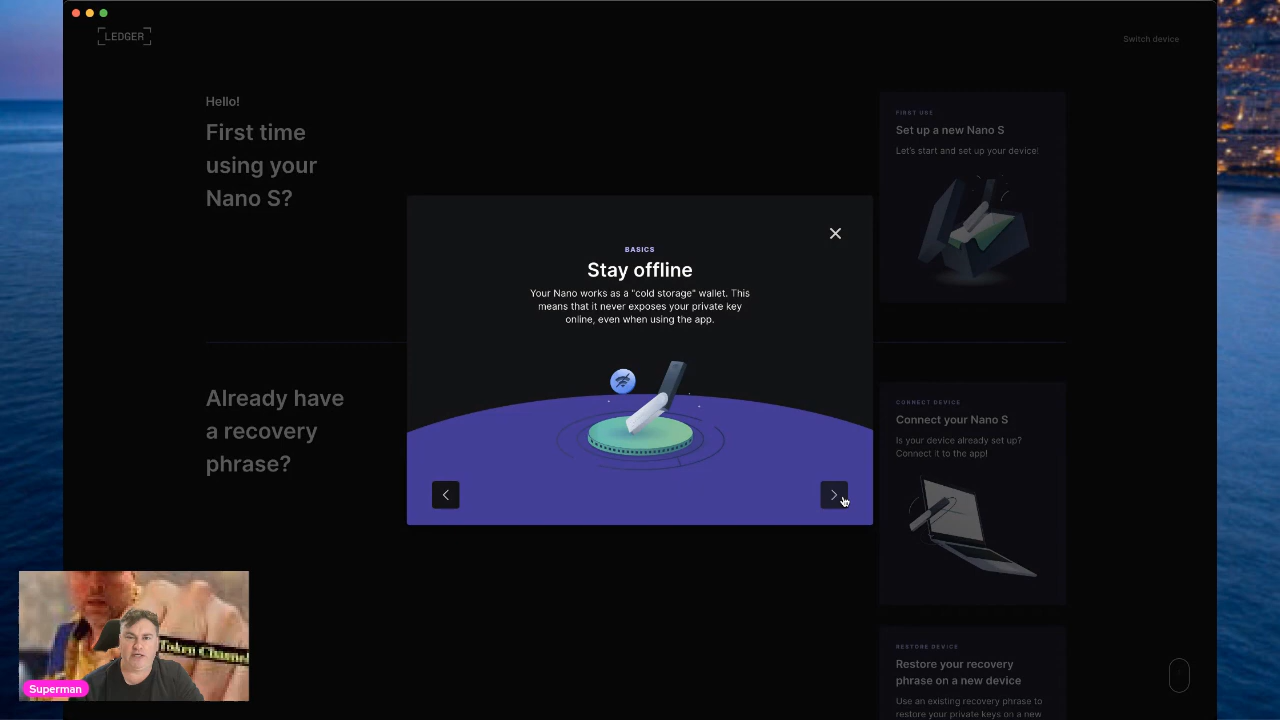 LEDGER
Switch device
Hello!
First time
using your
Nano S?
FIRST USE
Set up a new Nano S
Let's start and set up your device!
BASICS
Stay offline
Your Nano works as a "cold storage" wallet. This
means that it never exposes your private key
online, even when using the app.
Already have
a recovery
phrase?
CONNECT DEVICE
Connect your Nano S
Is your device already set up?
Connect it to the app!
RESTORE DEVICE
Restore your recovery
phrase on a new device
Use an existing recovery phrase to
restore your private keys on a new
Token
Superman